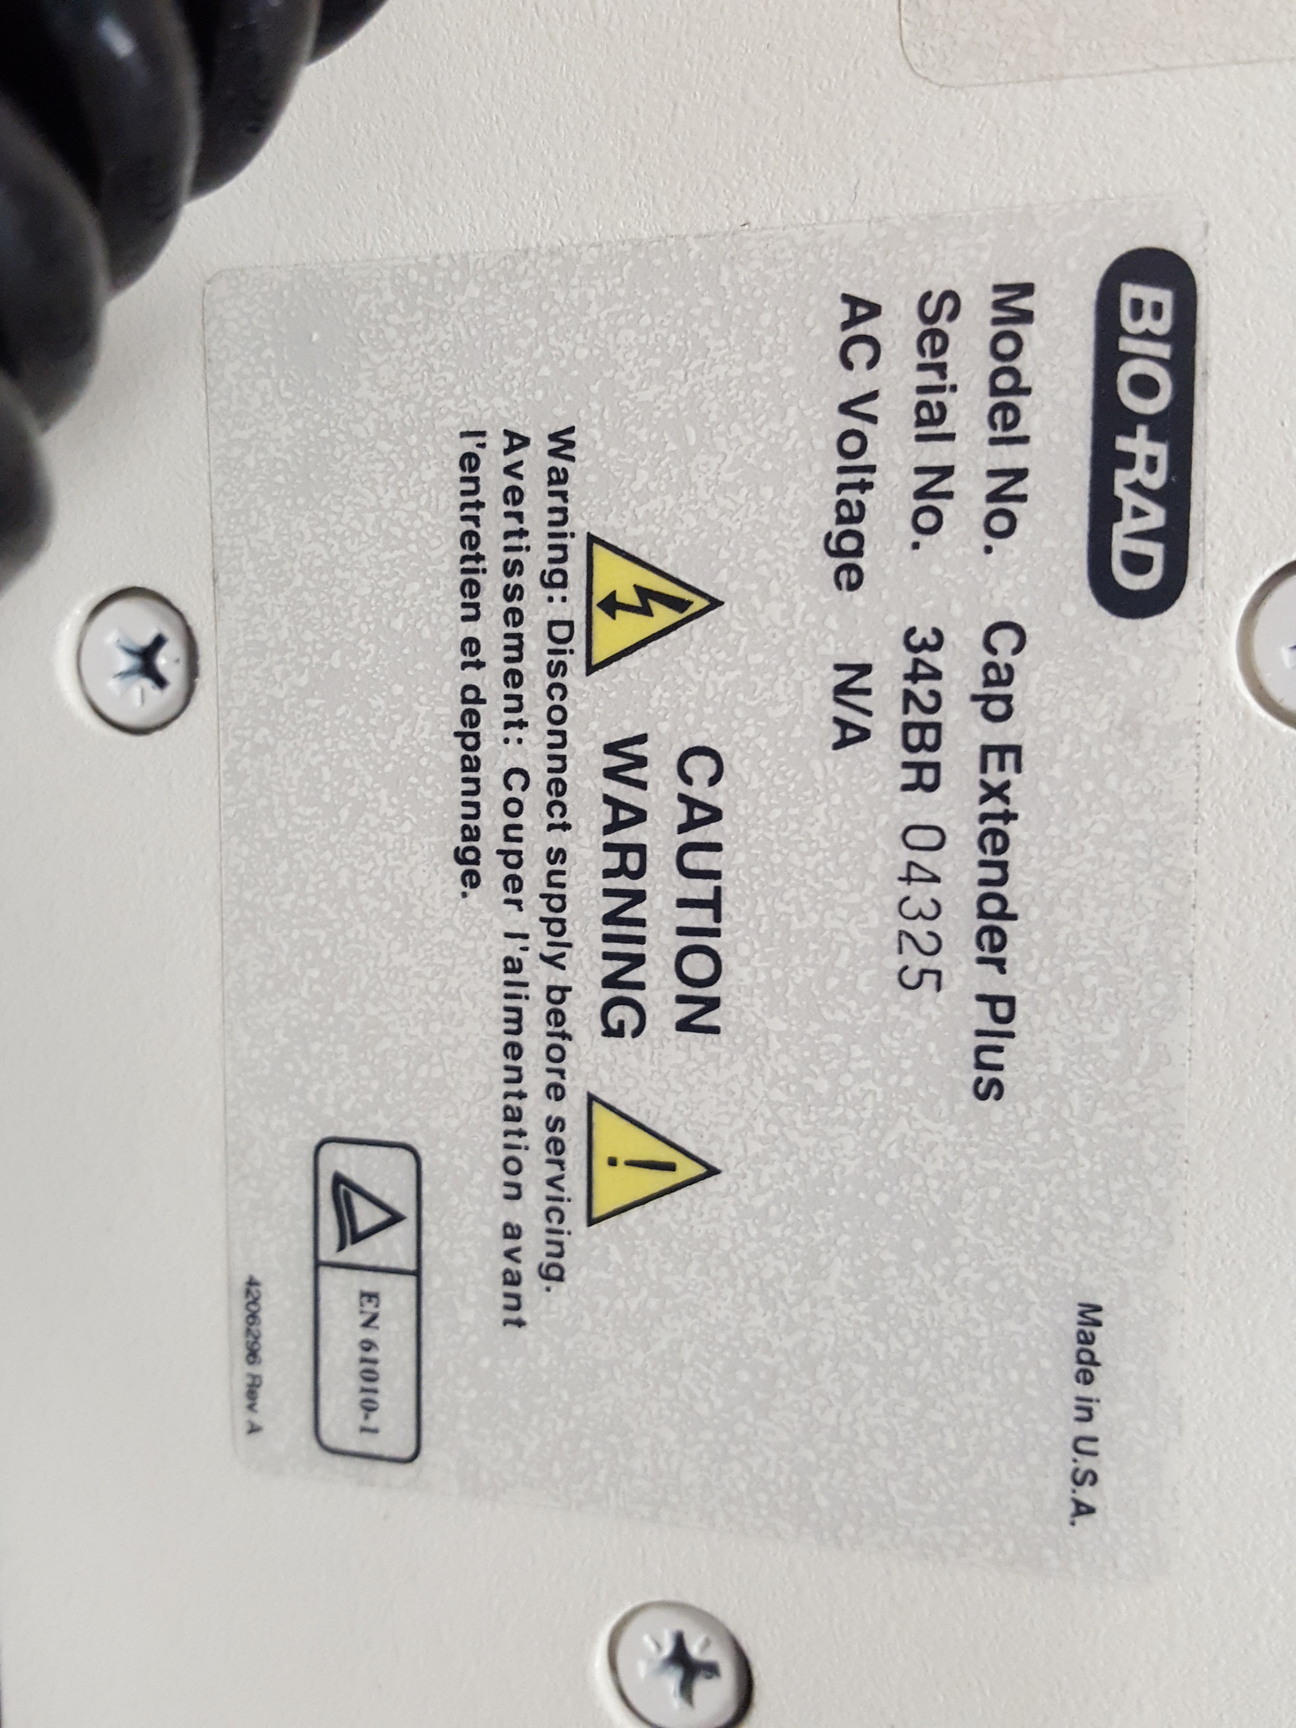 BIO-RAD
Made in U.S.A.
Model No. Cap Extender Plus
Serial No. 342BR 04325
AC Voltage N/A
CAUTION
WARNING
Warning: Disconnect supply before servicing.
Avertissement: Couper l'alimentation avant
l'entretien et depannage.
EN 61010-1
4206296 Rev A